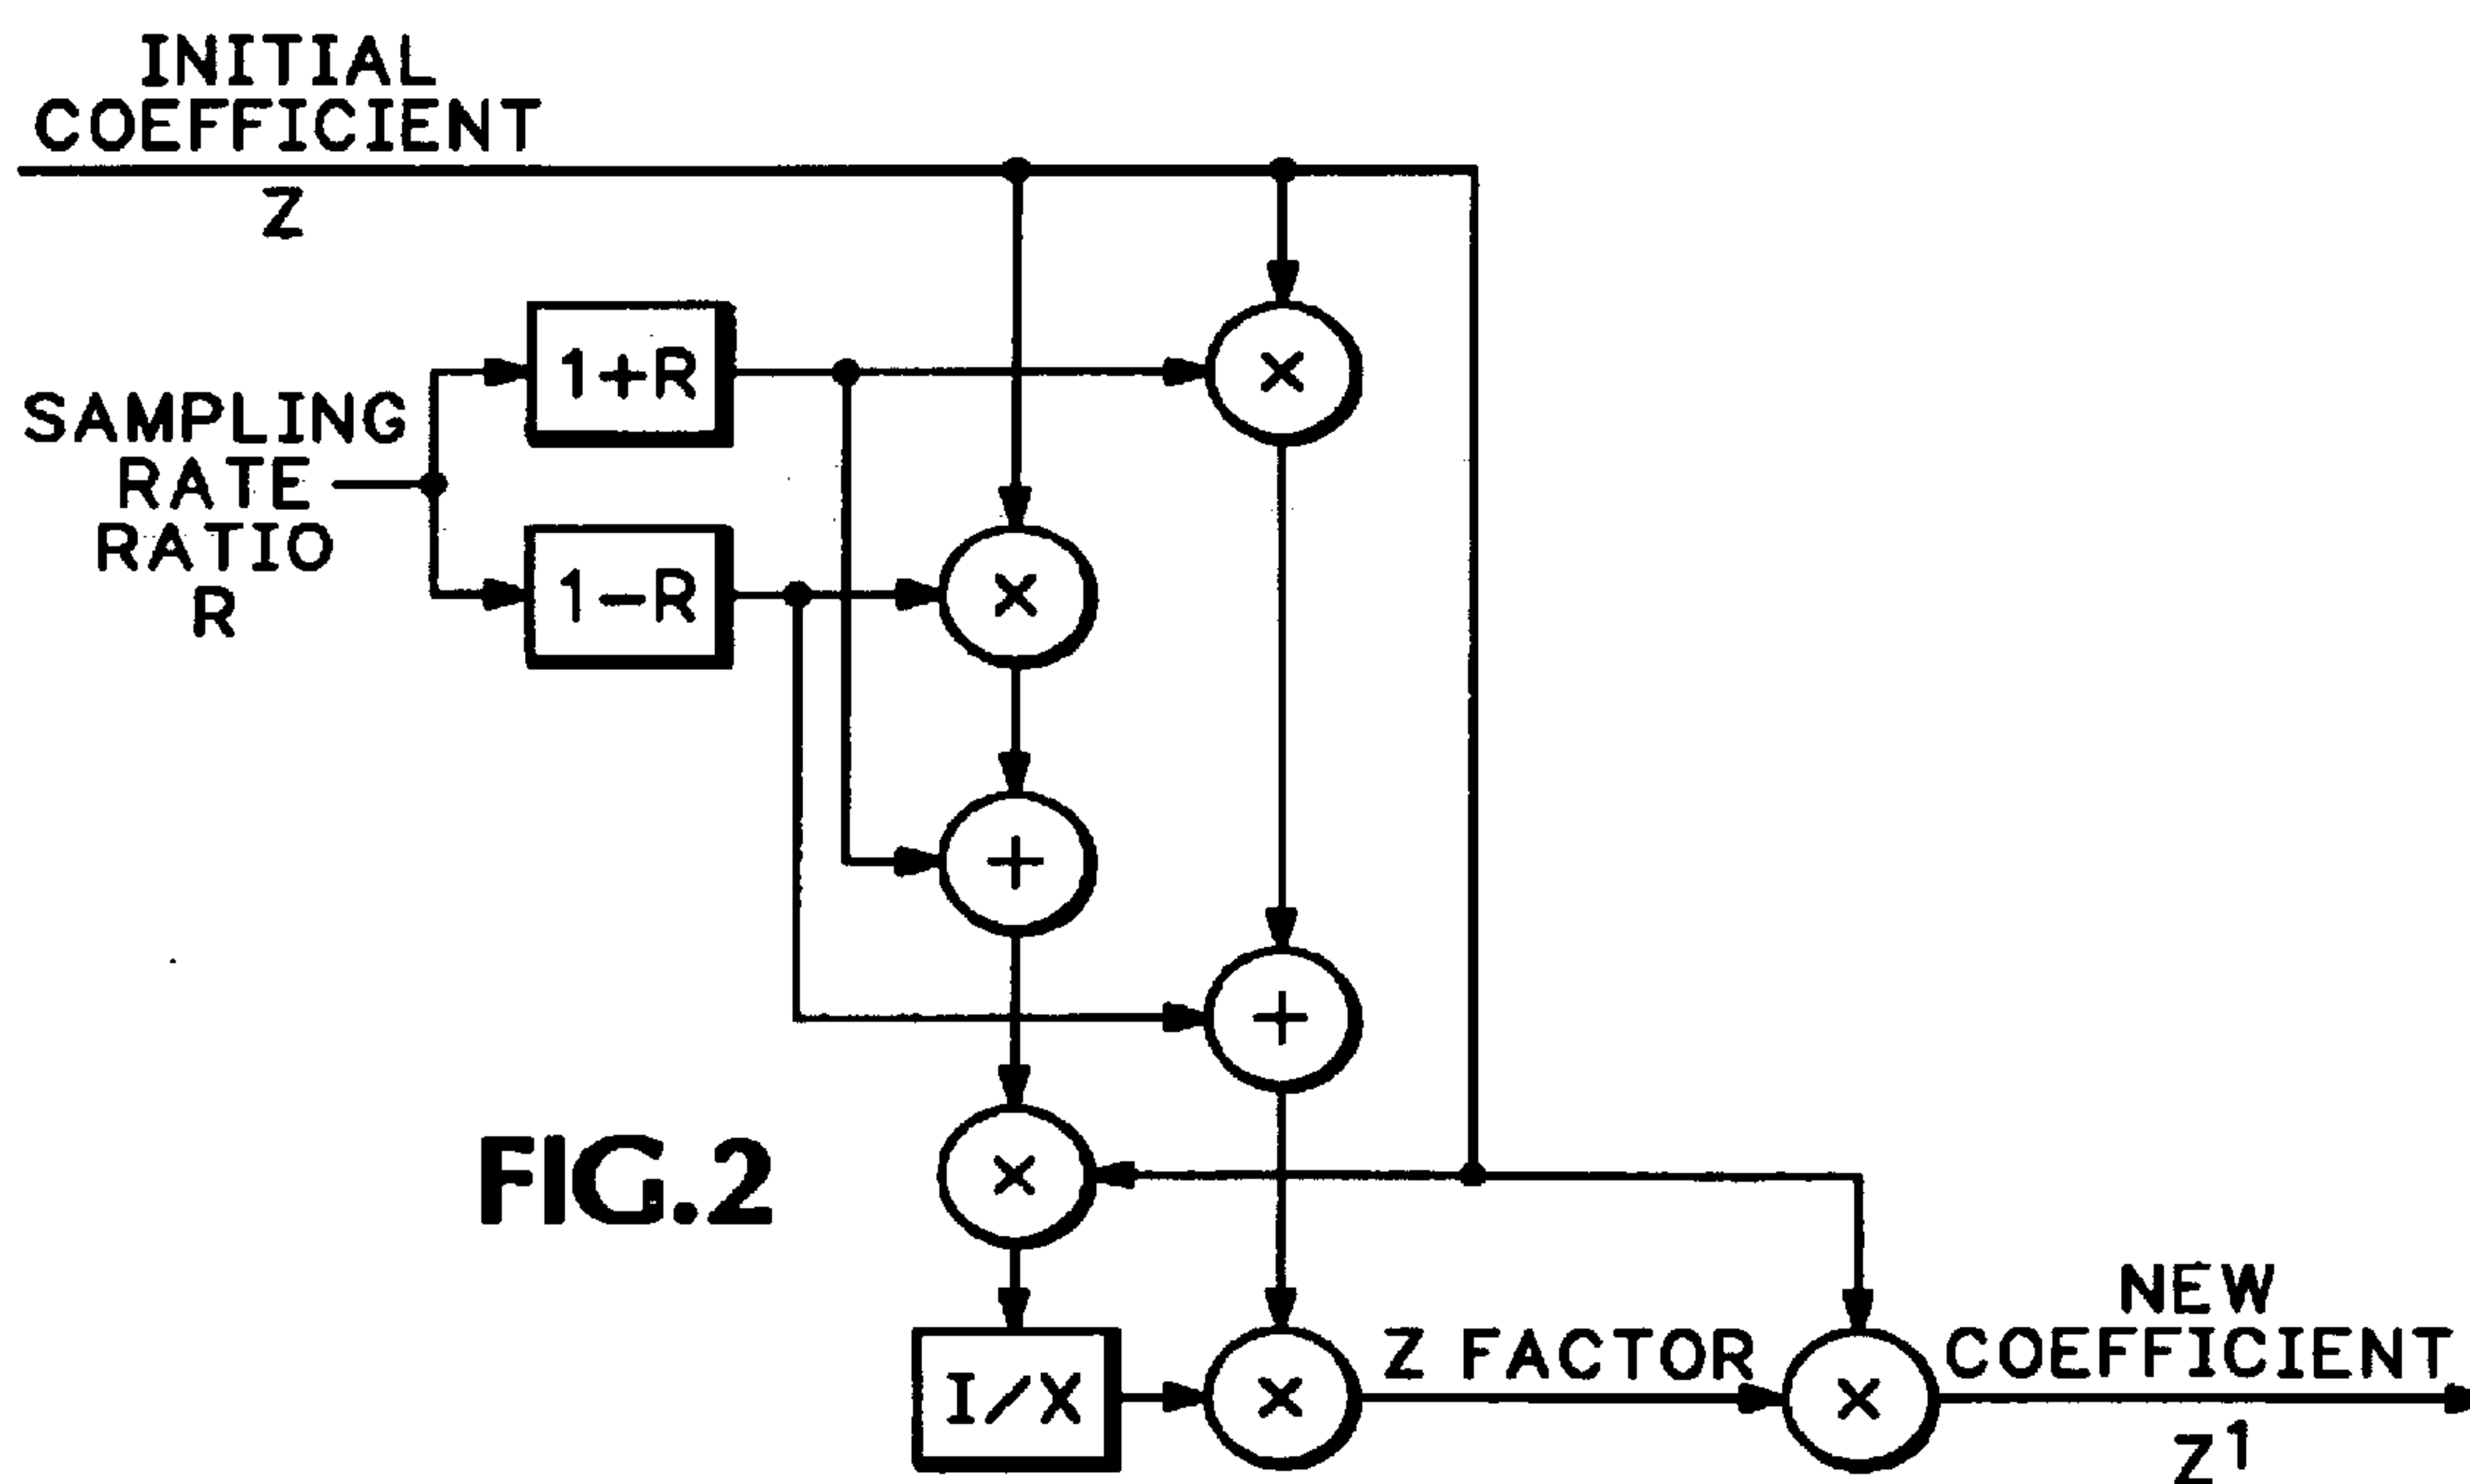 INITIAL
COEFFICIENT
Z
1+R
SAMPLING
RATE
RATIO
R
1-R
×
×
+
+
FIG.2
×
I/X
×
Z FACTOR
×
NEW
COEFFICIENT
Z1